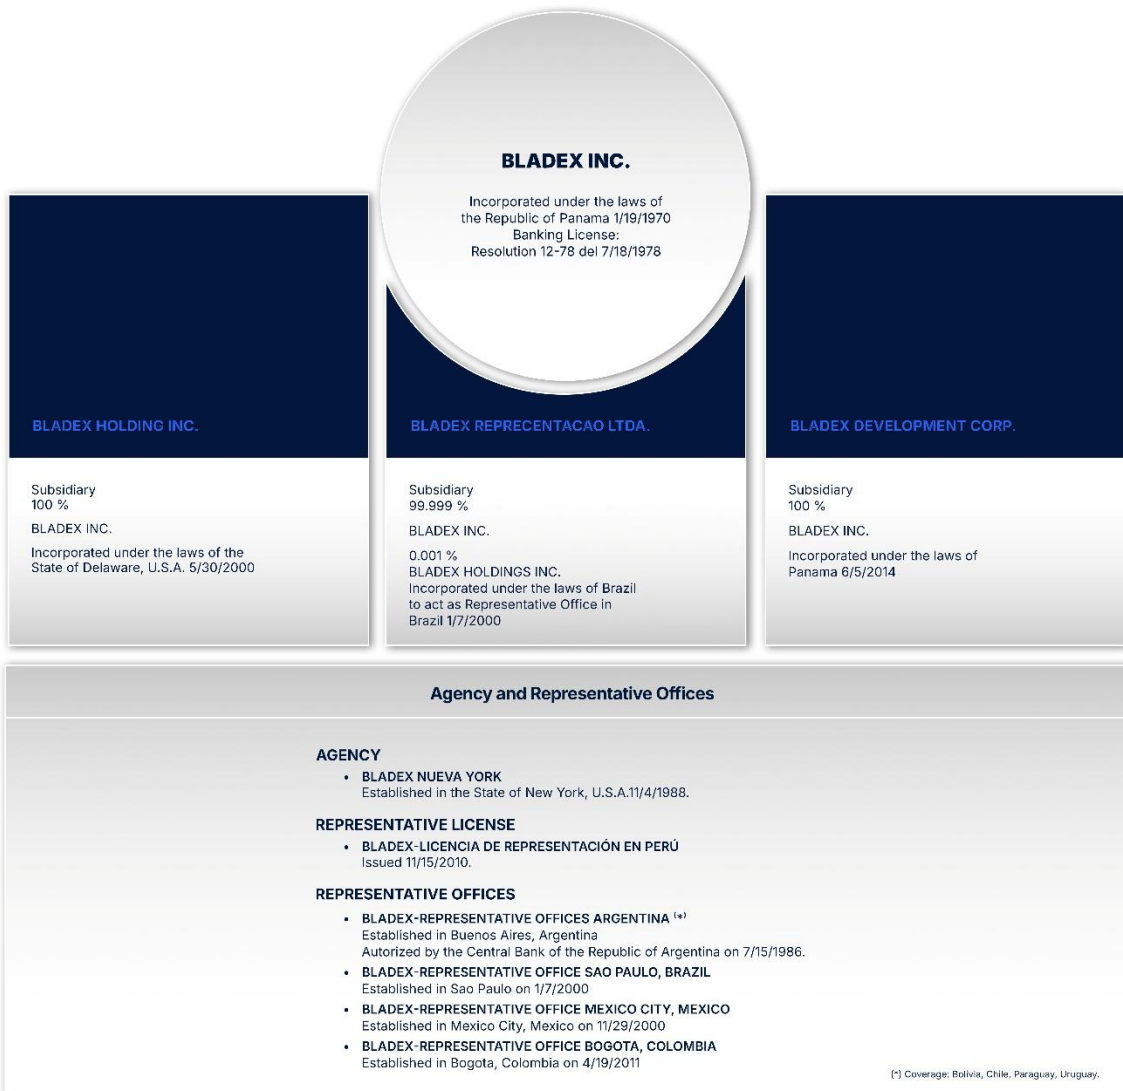 BLADEX INC.
Incorporated under the laws of
the Republic of Panama 1/19/1970
Banking License:
Resolution 12-78 del 7/18/1978
BLADEX HOLDING INC.
Subsidiary
100 %
BLADEX INC.
Incorporated under the laws of the
State of Delaware, U.S.A. 5/30/2000
BLADEX REPRECENTACAO LTDA.
Subsidiary
99.999 %
BLADEX INC.
0.001 %
BLADEX HOLDINGS INC.
Incorporated under the laws of Brazil
to act as Representative Office in
Brazil 1/7/2000
BLADEX DEVELOPMENT CORP.
Subsidiary
100 %
BLADEX INC.
Incorporated under the laws of
Panama 6/5/2014
Agency and Representative Offices
AGENCY
• BLADEX NUEVA YORK
Established in the State of New York, U.S.A.11/4/1988.
REPRESENTATIVE LICENSE
• BLADEX-LICENCIA DE REPRESENTACIÓN EN PERÚ
Issued 11/15/2010.
REPRESENTATIVE OFFICES
• BLADEX-REPRESENTATIVE OFFICES ARGENTINA (*)
Established in Buenos Aires, Argentina
Autorized by the Central Bank of the Republic of Argentina on 7/15/1986.
• BLADEX-REPRESENTATIVE OFFICE SAO PAULO, BRAZIL
Established in Sao Paulo on 1/7/2000
• BLADEX-REPRESENTATIVE OFFICE MEXICO CITY, MEXICO
Established in Mexico City, Mexico on 11/29/2000
• BLADEX-REPRESENTATIVE OFFICE BOGOTA, COLOMBIA
Established in Bogota, Colombia on 4/19/2011
(*) Coverage: Bolivia, Chile, Paraguay, Uruguay.